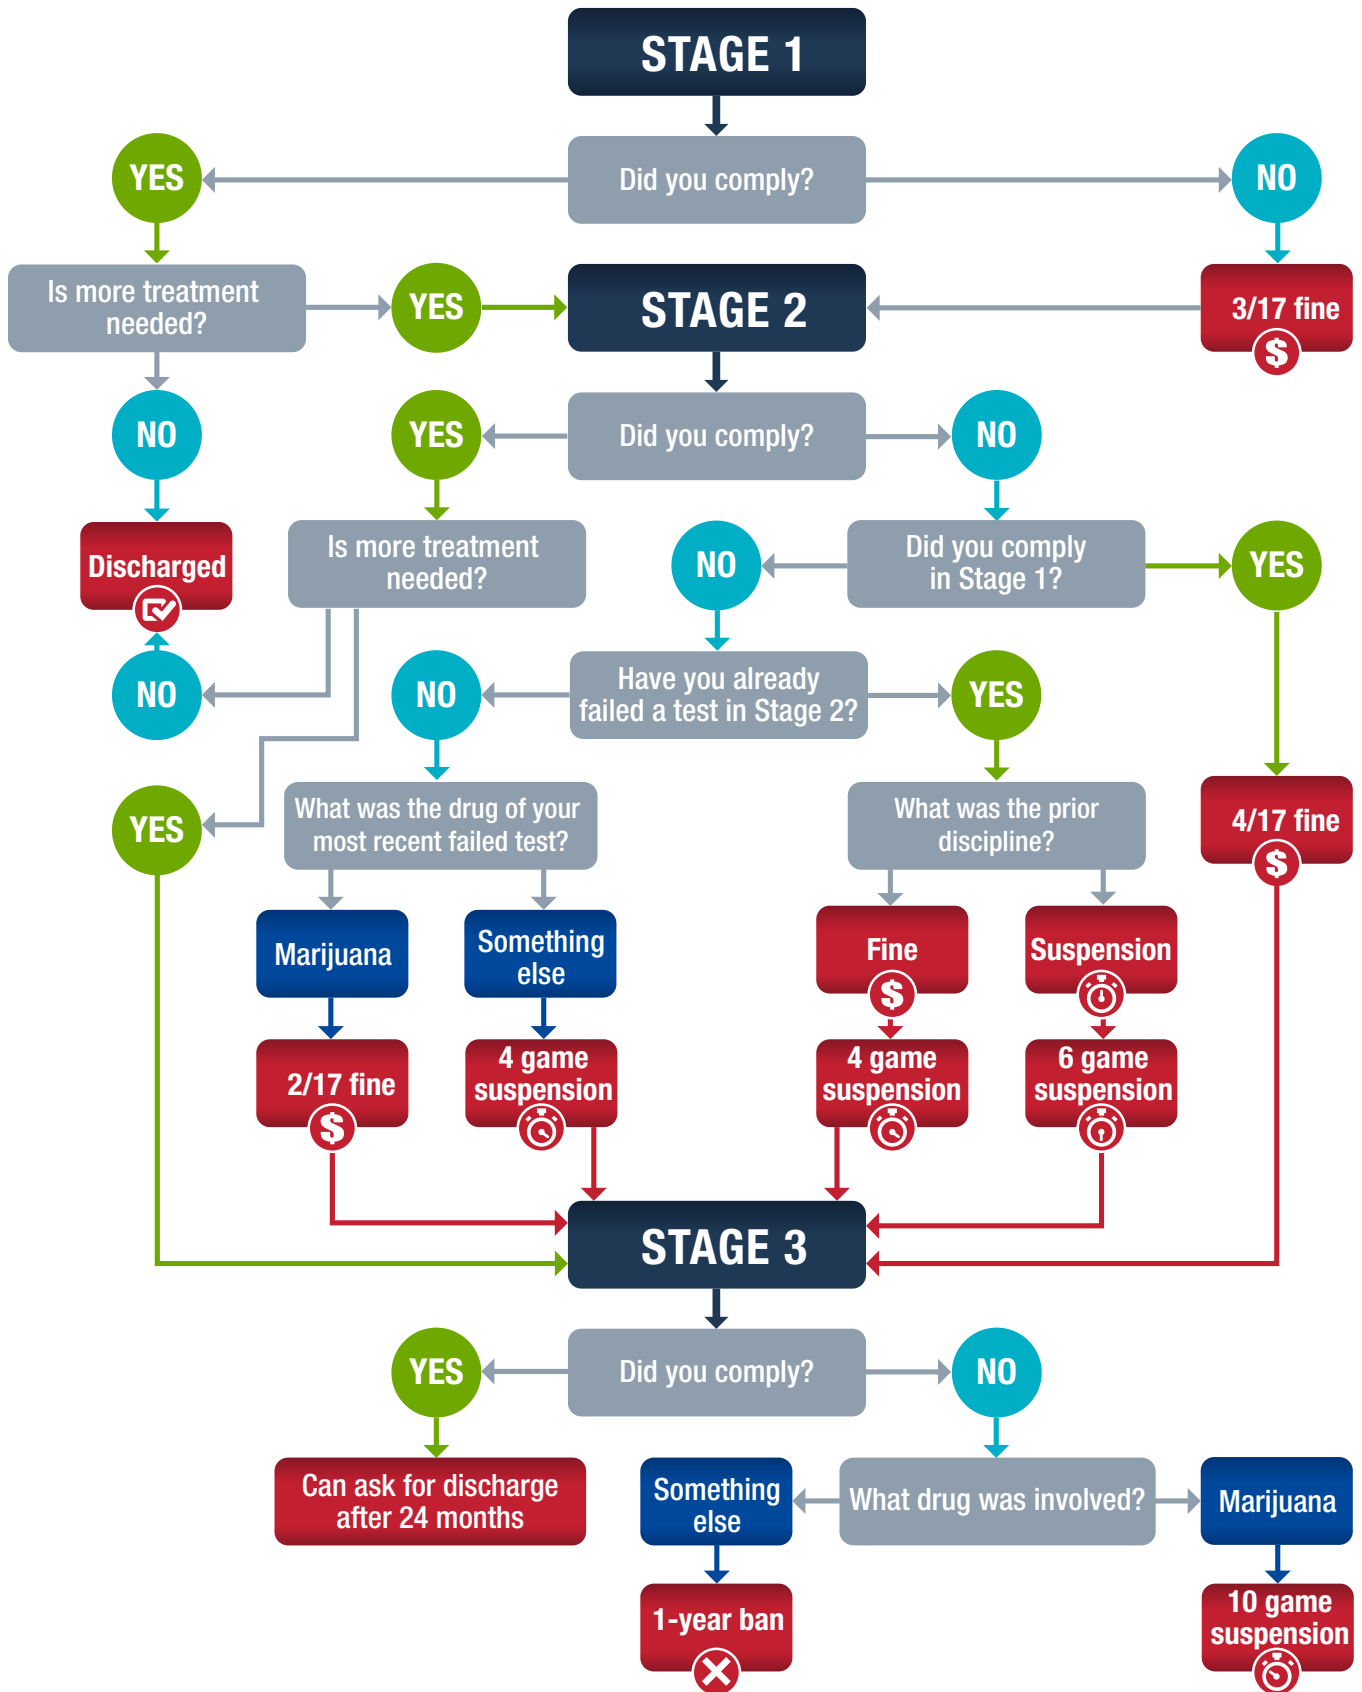 STAGE 1
YES
Did you comply?
NO
Is more treatment
needed?
YES
STAGE 2
3/17 fine
$
NO
YES
Did you comply?
NO
Discharged
Is more treatment
needed?
NO
Did you comply
in Stage 1?
YES
NO
NO
Have you already
failed a test in Stage 2?
YES
YES
What was the drug of your
most recent failed test?
What was the prior
discipline?
4/17 fine
$
Marijuana
Something
else
Fine
$
Suspension
2/17 fine
$
4 game
suspension
4 game
suspension
6 game
suspension
STAGE 3
YES
Did you comply?
NO
Can ask for discharge
after 24 months
Something
else
What drug was involved?
Marijuana
1-year ban
10 game
suspension